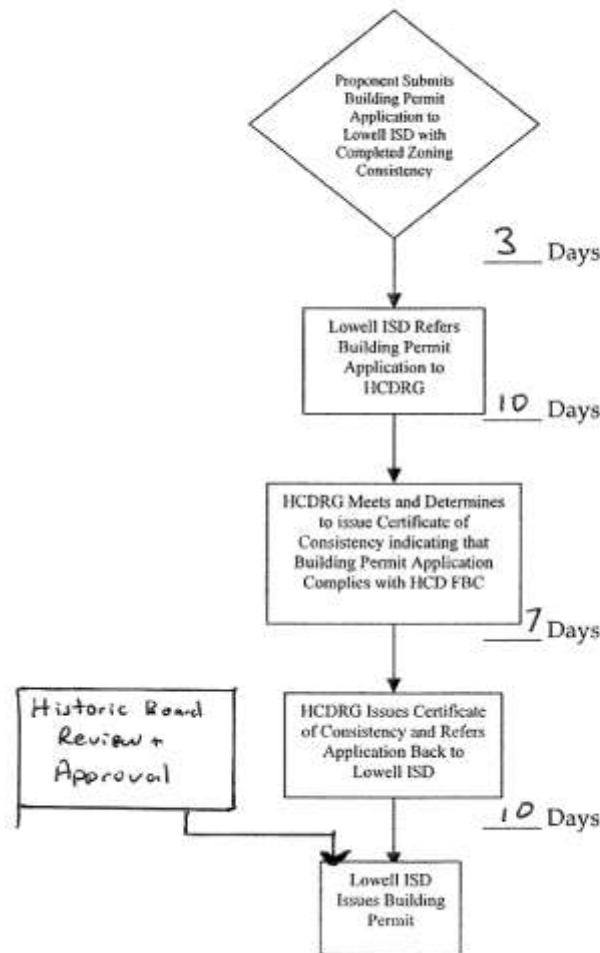 Proponent Submits
Building Permit
Application to
Lowell ISD with
Completed Zoning
Consistency
3 Days
Lowell ISD Refers
Building Permit
Application to
HCDRG
10 Days
HCDRG Meets and Determines
to issue Certificate of
Consistency indicating that
Building Permit Application
Complies with HCD FBC
7 Days
Historic Board
Review +
Approval
HCDRG Issues Certificate
of Consistency and Refers
Application Back to
Lowell ISD
10 Days
Lowell ISD
Issues Building
Permit